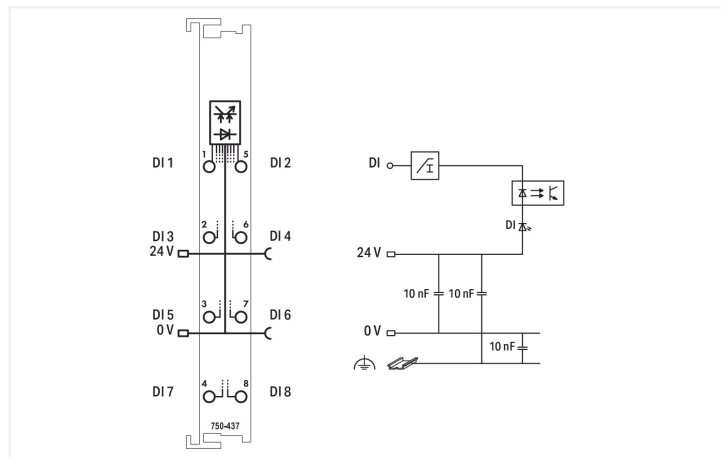 1 5
DI 1 DI 2
2 6
DI 3 DI 4
24 V
3 7
DI 5 DI 6
0 V
4 8
DI 7 DI 8
750-437
DI
DI
24 V
10 nF 10 nF
0 V
10 nF